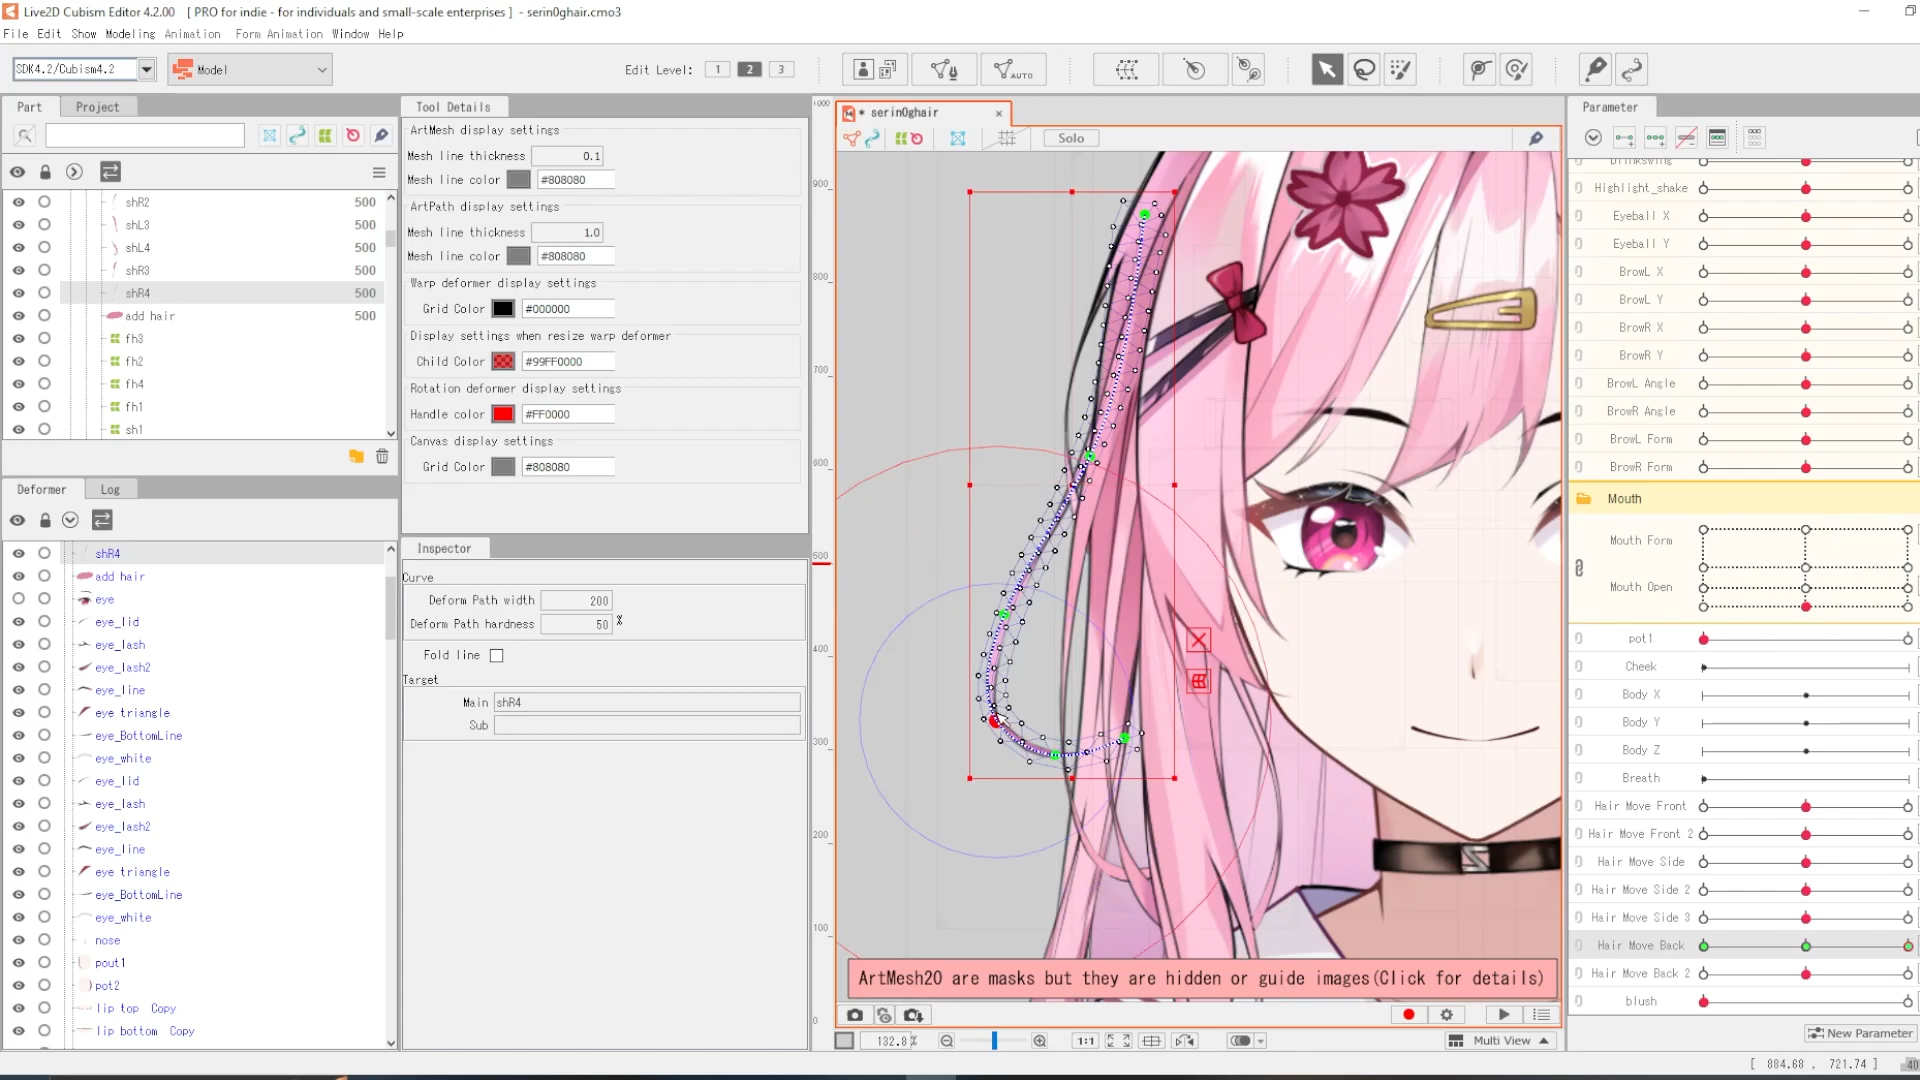 Live2D Cubism Editor 4.2.00 [ PRO for indie - for individuals and small-scale enterprises ] - serin0ghair.cmo3
File Edit Show Modeling Animation Form Animation Window Help
SDK4.2/Cubism4.2
Model
Edit Level: 1 2 3
AUTO
Part
Project
shR2 500
shL3 500
shL4 500
shR3 500
shR4 500
add hair 500
fh3
fh2
fh4
fh1
sh1
Deformer
Log
shR4
add hair
eye
eye_lid
eye_lash
eye_lash2
eye_line
eye triangle
eye_BottomLine
eye_white
eye_lid
eye_lash
eye_lash2
eye_line
eye triangle
eye_BottomLine
eye_white
nose
pout1
pot2
lip top Copy
lip bottom Copy
Tool Details
ArtMesh display settings
Mesh line thickness 0.1
Mesh line color #808080
ArtPath display settings
Mesh line thickness 1.0
Mesh line color #808080
Warp deformer display settings
Grid Color #000000
Display settings when resize warp deformer
Child Color #99FF0000
Rotation deformer display settings
Handle color #FF0000
Canvas display settings
Grid Color #808080
Inspector
Curve
Deform Path width 200
Deform Path hardness 50 %
Fold line
Target
Main shR4
Sub
* serin0ghair
Solo
1000
900
800
700
600
500
400
300
200
100
0
ArtMesh20 are masks but they are hidden or guide images(Click for details)
132.8%
1:1
Multi View
Parameter
Highlight_shake
Eyeball X
Eyeball Y
BrowL X
BrowL Y
BrowR X
BrowR Y
BrowL Angle
BrowR Angle
BrowL Form
BrowR Form
Mouth
Mouth Form
Mouth Open
pot1
Cheek
Body X
Body Y
Body Z
Breath
Hair Move Front
Hair Move Front 2
Hair Move Side
Hair Move Side 2
Hair Move Side 3
Hair Move Back
Hair Move Back 2
blush
New Parameter
[ 884.68 , 721.74 ]